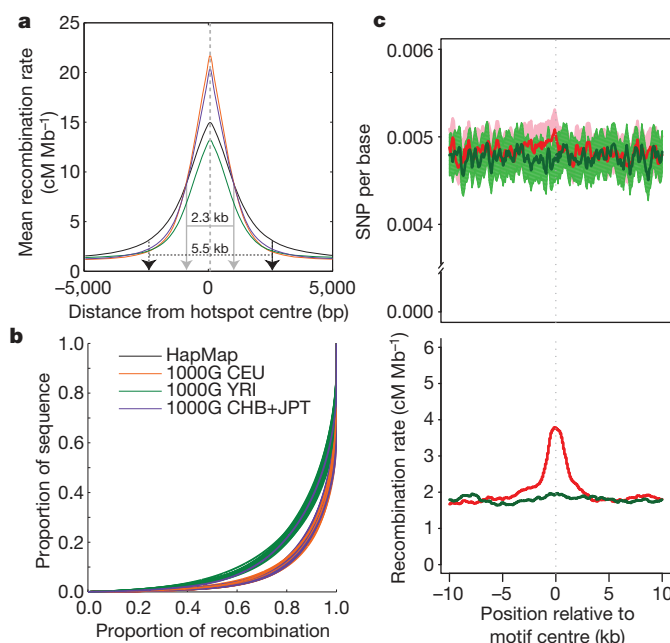 a
Mean recombination rate
(cM Mb⁻¹)
25
20
15
10
5
0
2.3 kb
5.5 kb
−5,000
0
5,000
Distance from hotspot centre (bp)
b
Proportion of sequence
1.0
0.8
0.6
0.4
0.2
0.0
HapMap
1000G CEU
1000G YRI
1000G CHB+JPT
0.0
0.2
0.4
0.6
0.8
1.0
Proportion of recombination
c
SNP per base
0.006
0.005
0.004
0.000
Recombination rate (cM Mb⁻¹)
6
5
4
3
2
1
0
-10
-5
0
5
10
Position relative to
motif centre (kb)